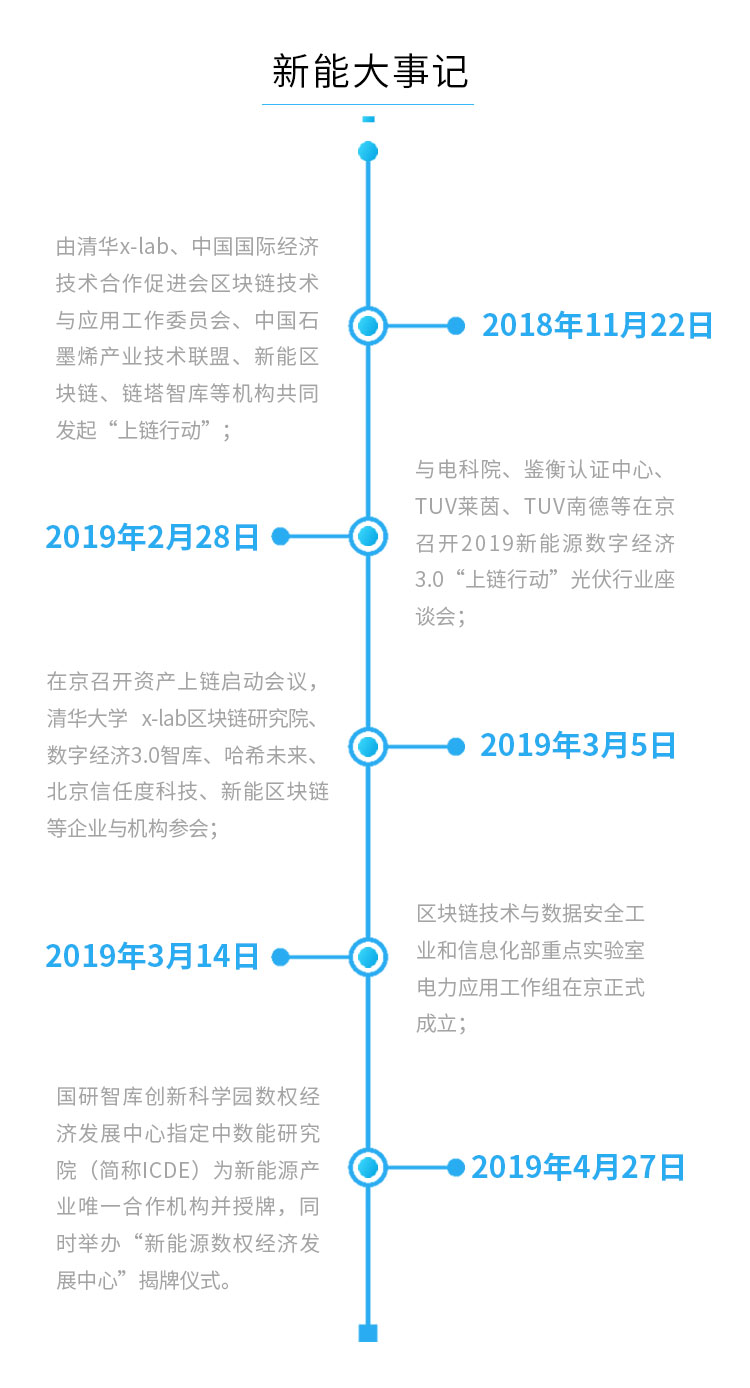 新能大事记
由清华x-lab、中国国际经济
技术合作促进会区块链技术
与应用工作委员会、中国石
墨烯产业技术联盟、新能区
块链、链塔智库等机构共同
发起“上链行动”；
2018年11月22日
2019年2月28日
与电科院、鉴衡认证中心、
TUV莱茵、TUV南德等在京
召开2019新能源数字经济
3.0“上链行动”光伏行业座
谈会；
在京召开资产上链启动会议，
清华大学 x-lab区块链研究院、
数字经济3.0智库、哈希未来、
北京信任度科技、新能区块链
等企业与机构参会；
2019年3月5日
2019年3月14日
区块链技术与数据安全工
业和信息化部重点实验室
电力应用工作组在京正式
成立；
国研智库创新科学园数权经
济发展中心指定中数能研究
院（简称ICDE）为新能源产
业唯一合作机构并授牌，同
时举办“新能源数权经济发
展中心”揭牌仪式。
2019年4月27日